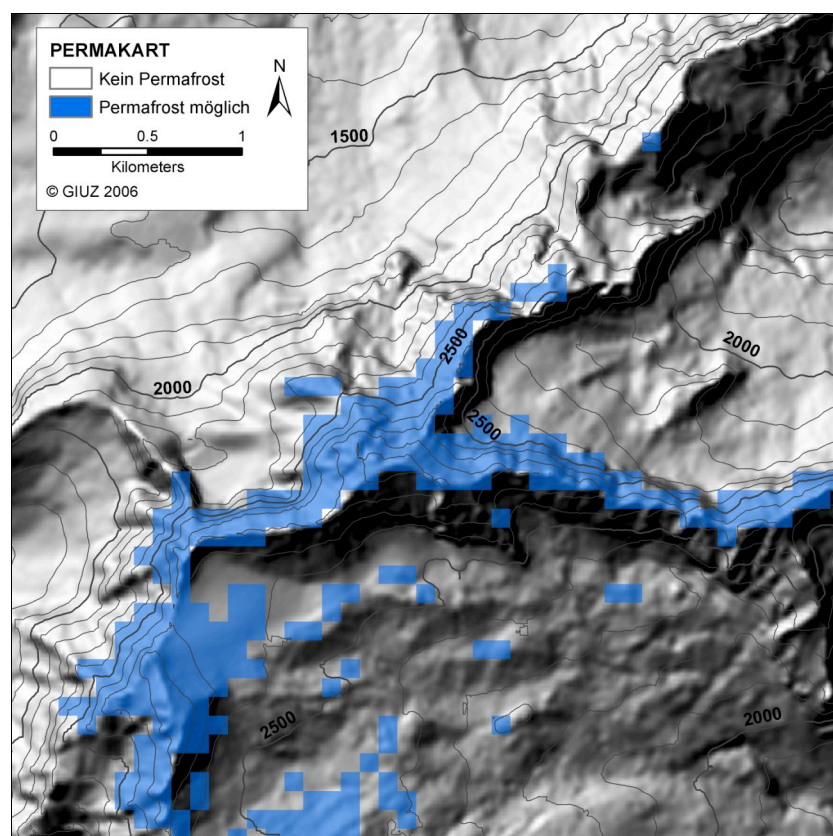 PERMAKART
Kein Permafrost
Permafrost möglich
N
0 0.5 1
Kilometers
© GIUZ 2006
1500
2500
2000
2000
2500
2500
2000